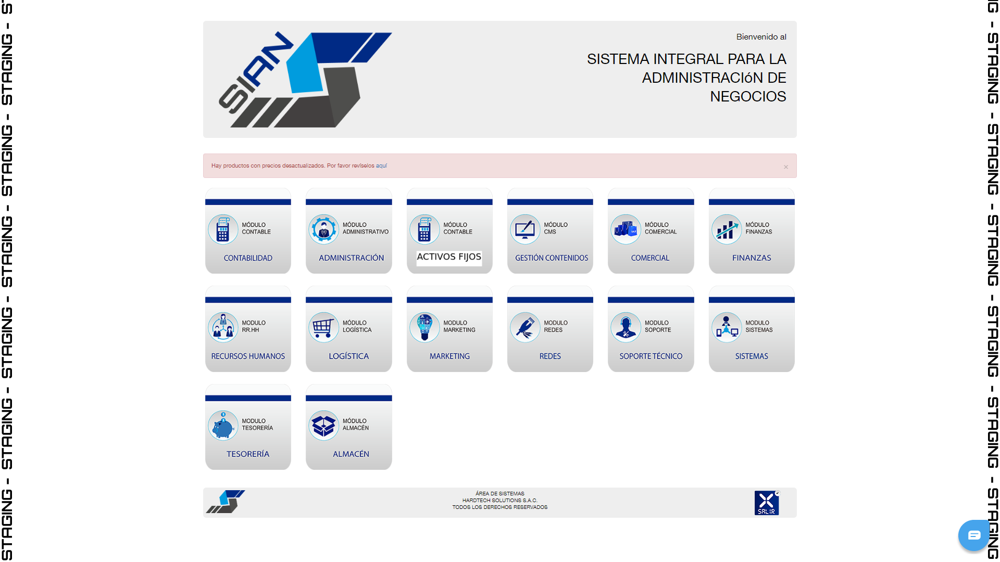 SIAN
Bienvenido al
SISTEMA INTEGRAL PARA LA
ADMINISTRACIóN DE
NEGOCIOS
Hay productos con precios desactualizados. Por favor revíselos aquí
×
MÓDULO
CONTABLE
CONTABILIDAD
MÓDULO
ADMINISTRATIVO
ADMINISTRACIÓN
MÓDULO
CONTABLE
ACTIVOS FIJOS
MÓDULO
CMS
GESTIÓN CONTENIDOS
MÓDULO
COMERCIAL
COMERCIAL
MÓDULO
FINANZAS
FINANZAS
MODULO
RR.HH
RECURSOS HUMANOS
MÓDULO
LOGÍSTICA
LOGÍSTICA
MODULO
MARKETING
MARKETING
MODULO
REDES
REDES
MODULO
SOPORTE
SOPORTE TÉCNICO
MODULO
SISTEMAS
SISTEMAS
MODULO
TESORERÍA
TESORERÍA
MÓDULO
ALMACÉN
ALMACÉN
ÁREA DE SISTEMAS
HARDTECH SOLUTIONS S.A.C.
TODOS LOS DERECHOS RESERVADOS
SALIR
STAGING - STAGING - STAGING - STAGING - STAGING - STAGING - ST
NG - STAGING - STAGING - STAGING - STAGING - STAGING - STAGING